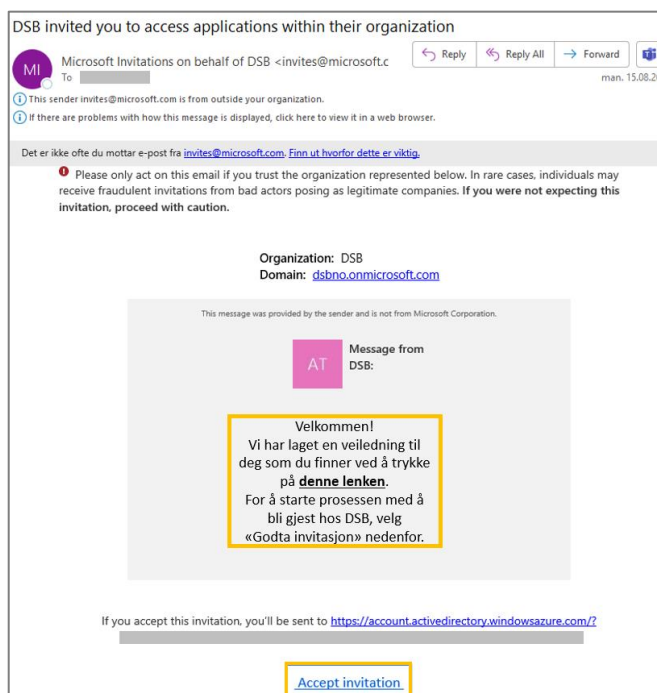 DSB invited you to access applications within their organization
MI
Microsoft Invitations on behalf of DSB <invites@microsoft.c
Reply
Reply All
Forward
To
man. 15.08.20
This sender invites@microsoft.com is from outside your organization.
If there are problems with how this message is displayed, click here to view it in a web browser.
Det er ikke ofte du mottar e-post fra invites@microsoft.com. Finn ut hvorfor dette er viktig.
Please only act on this email if you trust the organization represented below. In rare cases, individuals may
receive fraudulent invitations from bad actors posing as legitimate companies. If you were not expecting this
invitation, proceed with caution.
Organization: DSB
Domain: dsbno.onmicrosoft.com
This message was provided by the sender and is not from Microsoft Corporation.
AT
Message from
DSB:
Velkommen!
Vi har laget en veiledning til
deg som du finner ved å trykke
på denne lenken.
For å starte prosessen med å
bli gjest hos DSB, velg
«Godta invitasjon» nedenfor.
If you accept this invitation, you'll be sent to https://account.activedirectory.windowsazure.com/?
Accept invitation